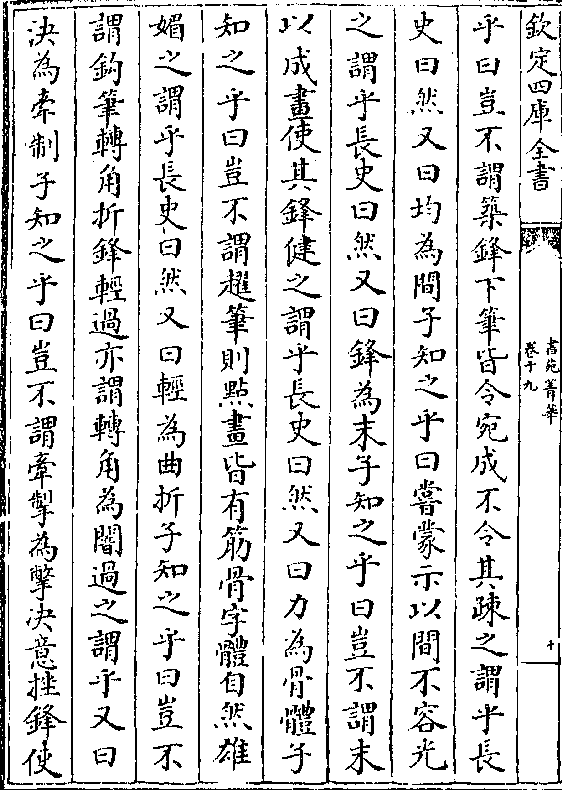 欽定四庫全書
書苑菁華
卷十九
十
乎曰豈不謂築鋒下筆皆令宛成不令其疎之謂乎長
史曰然又曰均為間子知之乎曰嘗蒙示以間不容光
之謂乎長史曰然又曰鋒為末子知之乎曰豈不謂末
以成畫使其鋒健之謂乎長史曰然又曰力為骨體子
知之乎曰豈不謂趯筆則點畫皆有筋骨字體自然雄
媚之謂乎長史曰然又曰輕為曲折子知之乎曰豈不
謂鈎筆轉角折鋒輕過亦謂轉角為闇過之謂乎又曰
決為牽制子知之乎曰豈不謂牽掣為擊決意挫鋒使